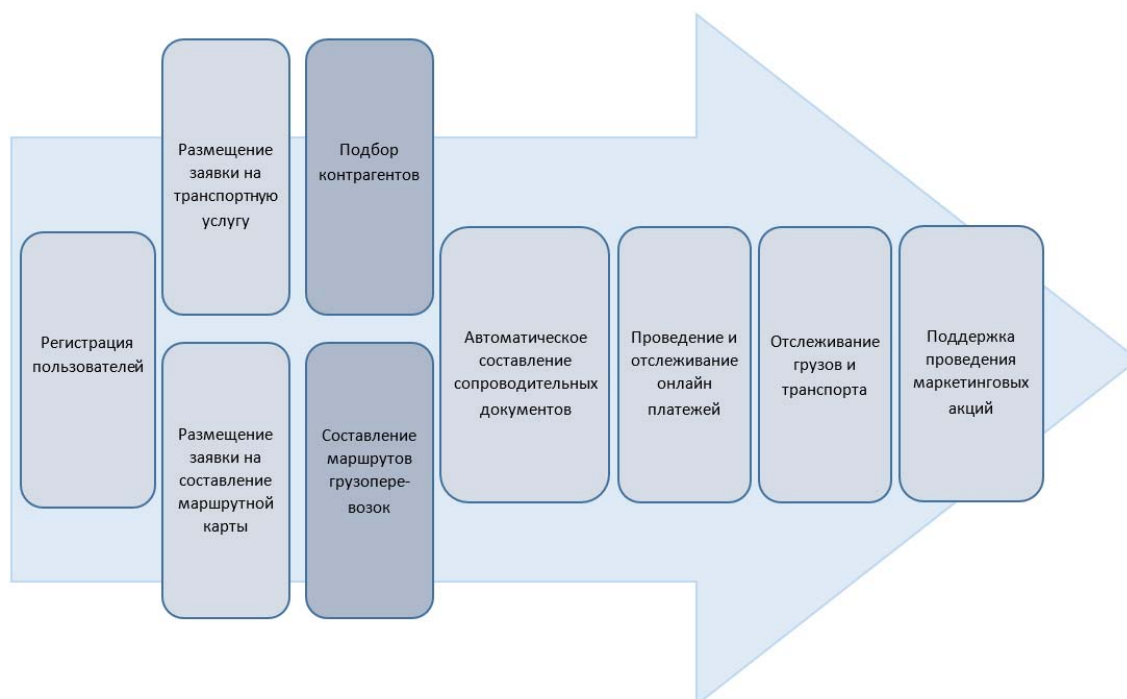 Регистрация
пользователей
Размещение
заявки на
транспортную
услугу
Размещение
заявки на
составление
маршрутной
карты
Подбор
контрагентов
Составление
маршрутов
грузопере-
возок
Автоматическое
составление
сопроводительных
документов
Проведение и
отслеживание
онлайн
платежей
Отслеживание
грузов и
транспорта
Поддержка
проведения
маркетинговых
акций